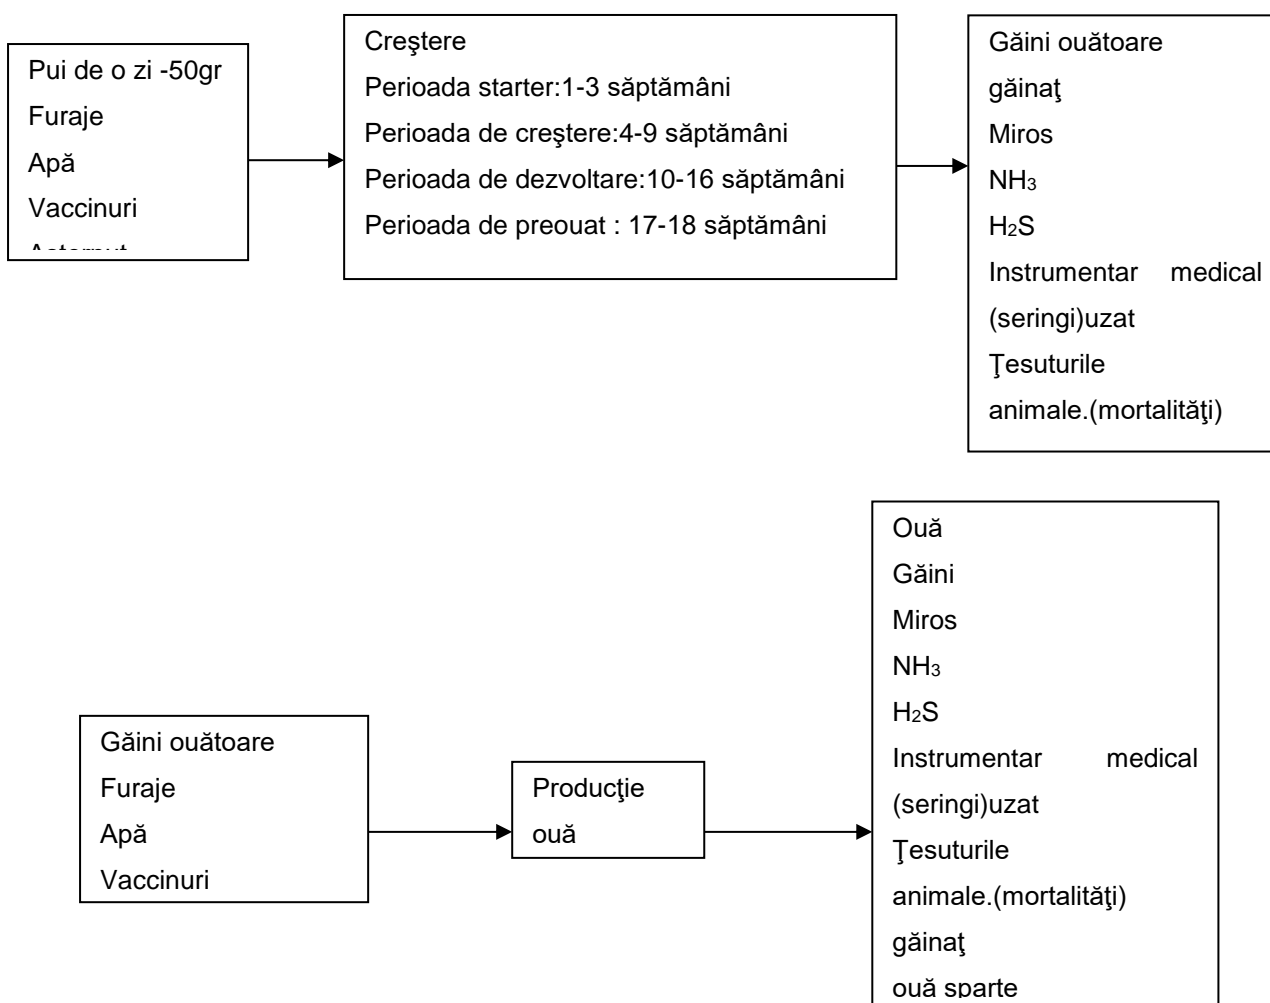 Pui de o zi -50gr
Furaje
Apă
Vaccinuri
Creştere
Perioada starter:1-3 săptămâni
Perioada de creştere:4-9 săptămâni
Perioada de dezvoltare:10-16 săptămâni
Perioada de preouat : 17-18 săptămâni
Găini ouătoare
găinaţ
Miros
NH₃
H₂S
Instrumentar medical
(seringi)uzat
Ţesuturile
animale.(mortalităţi)
Găini ouătoare
Furaje
Apă
Vaccinuri
Producţie
ouă
Ouă
Găini
Miros
NH₃
H₂S
Instrumentar medical
(seringi)uzat
Ţesuturile
animale.(mortalităţi)
găinaţ
ouă sparte